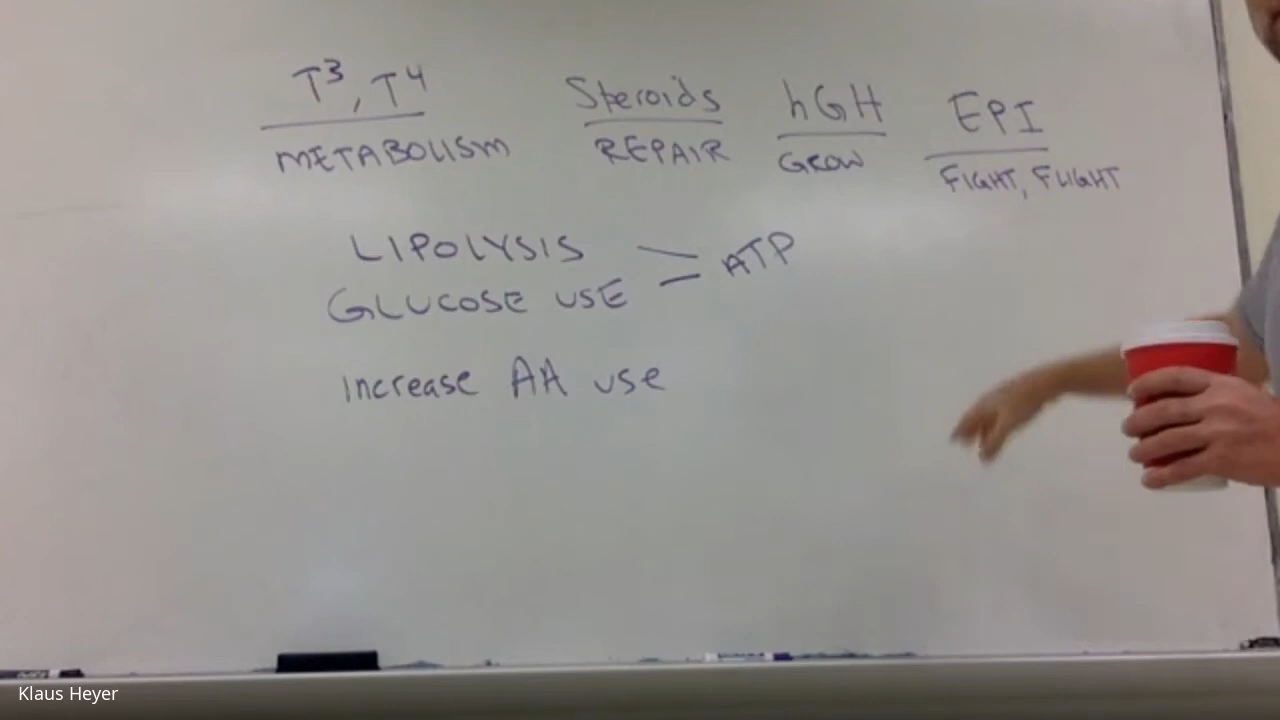 T3, T4 Steroids hGH EPI
METABOLISM REPAIR GROW FIGHT, FLIGHT
LIPOLYSIS
GLUCOSE USE = ATP
Increase AA use
Klaus Heyer